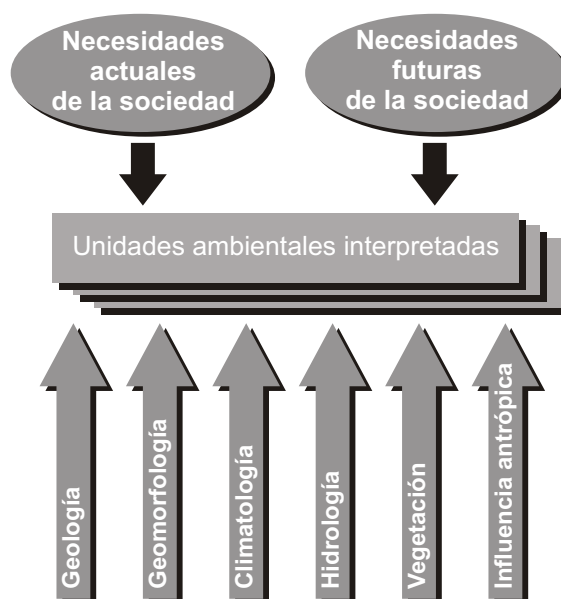 Necesidades
actuales
de la sociedad
Necesidades
futuras
de la sociedad
Unidades ambientales interpretadas
Geología
Geomorfología
Climatología
Hidrología
Vegetación
Influencia antrópica